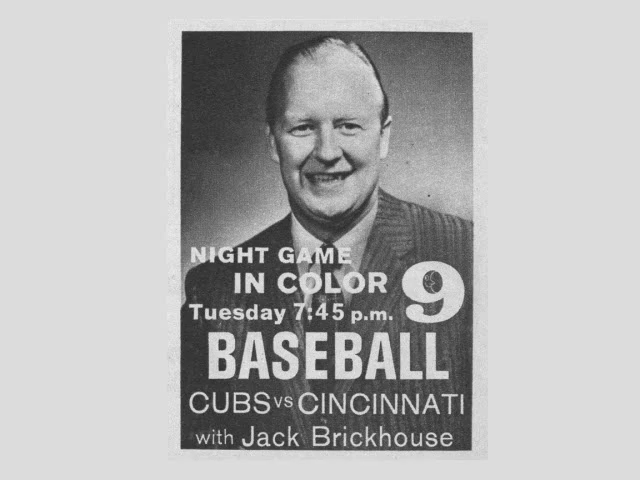 NIGHT GAME
IN COLOR 9
Tuesday 7:45 p.m.
BASEBALL
CUBS vs CINCINNATI
with Jack Brickhouse